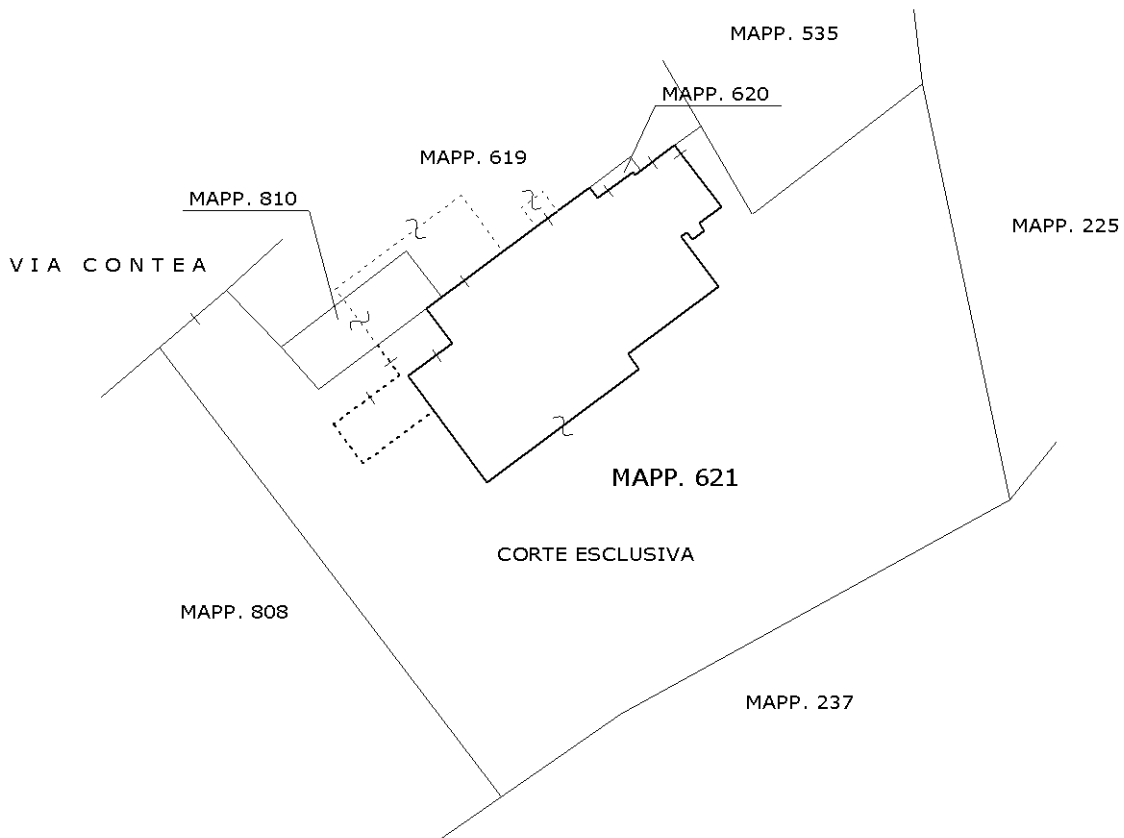 MAPP. 535
MAPP. 620
MAPP. 619
MAPP. 810
MAPP. 225
VIA CONTEA
MAPP. 621
CORTE ESCLUSIVA
MAPP. 808
MAPP. 237